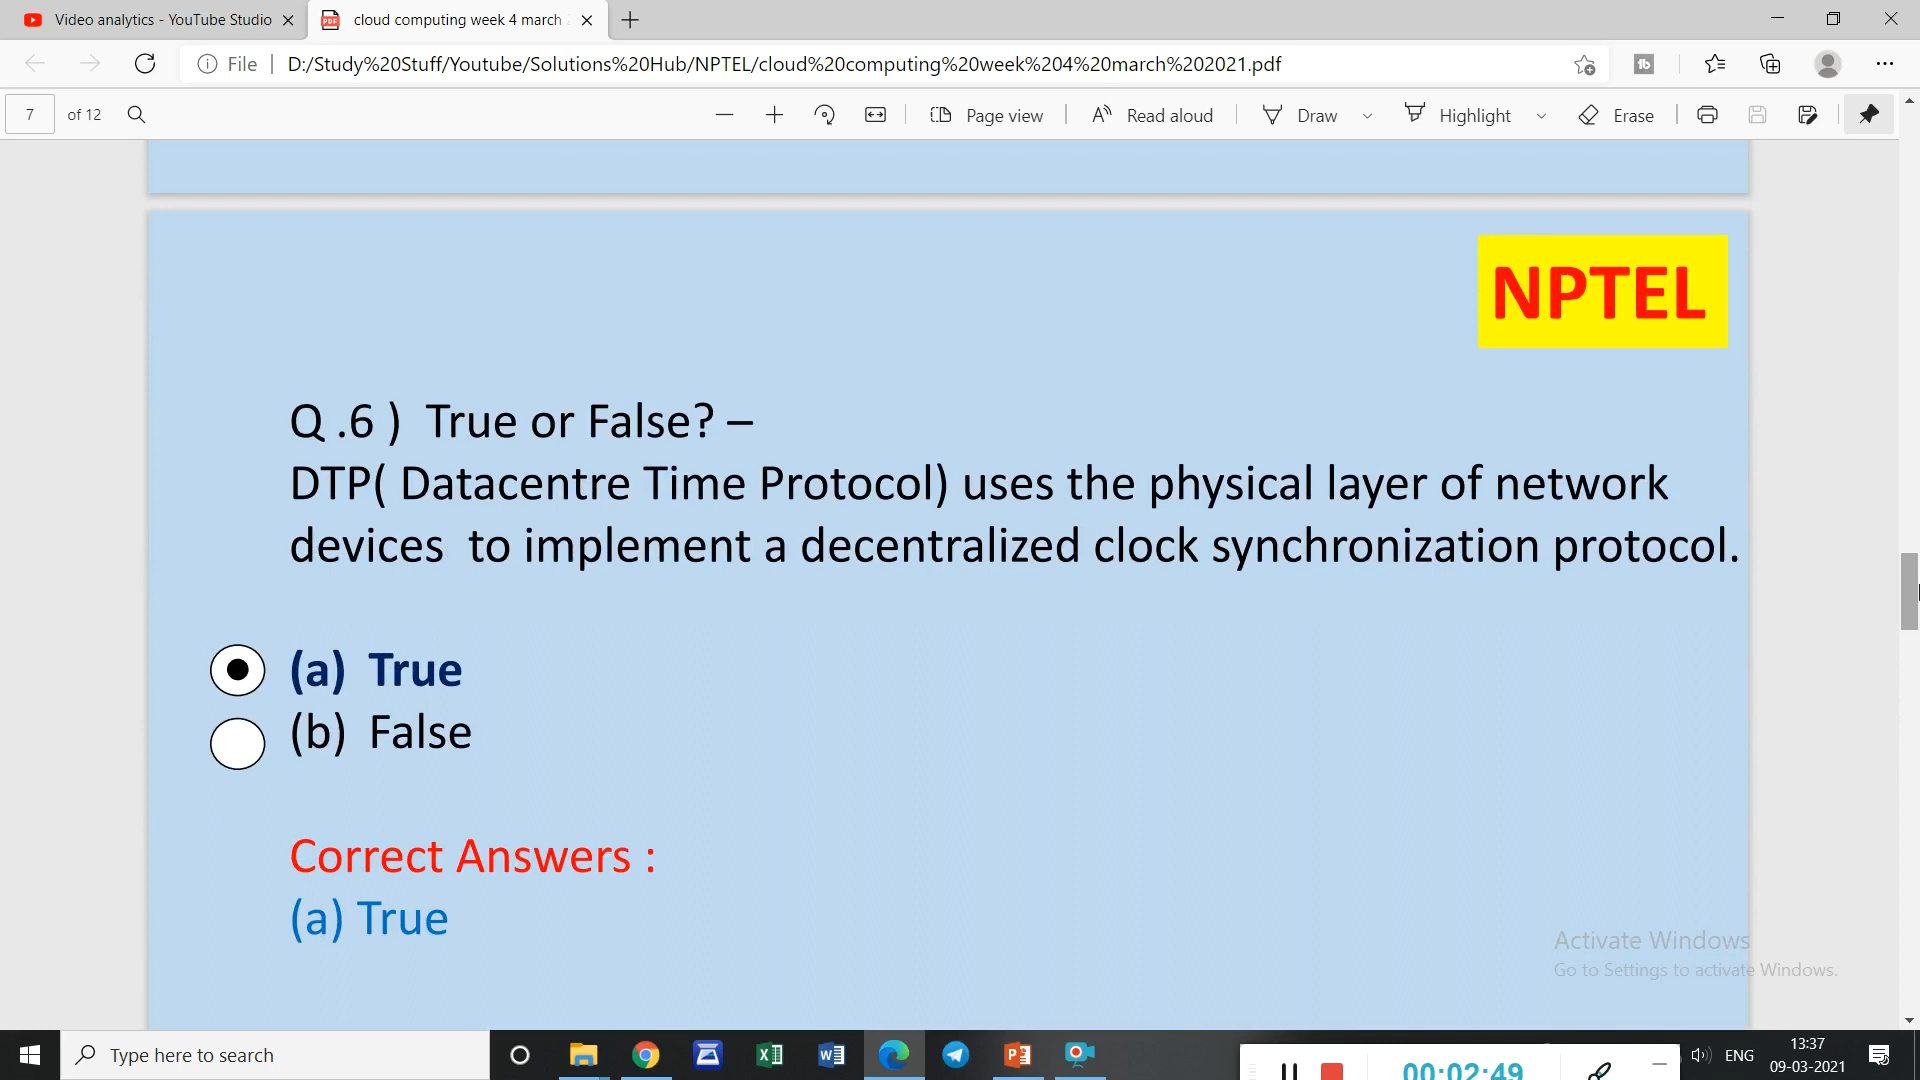 Video analytics - YouTube Studio
cloud computing week 4 march
File
D:/Study%20Stuff/Youtube/Solutions%20Hub/NPTEL/cloud%20computing%20week%204%20march%202021.pdf
7 of 12
Page view
Read aloud
Draw
Highlight
Erase
NPTEL
Q .6 ) True or False? –
DTP( Datacentre Time Protocol) uses the physical layer of network
devices to implement a decentralized clock synchronization protocol.
(a) True
(b) False
Correct Answers :
(a) True
Activate Windows
Go to Settings to activate Windows.
Type here to search
00:02:49
ENG
13:37
09-03-2021